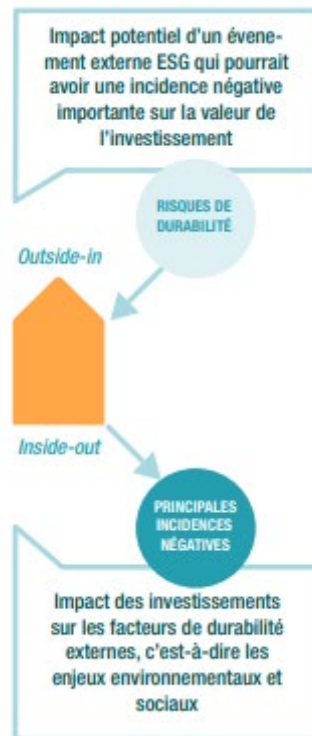 Impact potentiel d'un évene-
ment externe ESG qui pourrait
avoir une incidence négative
importante sur la valeur de
l'investissement
RISQUES DE
DURABILITÉ
Outside-in
Inside-out
PRINCIPALES
INCIDENCES
NÉGATIVES
Impact des investissements
sur les facteurs de durabilité
externes, c'est-à-dire les
enjeux environnementaux et
sociaux